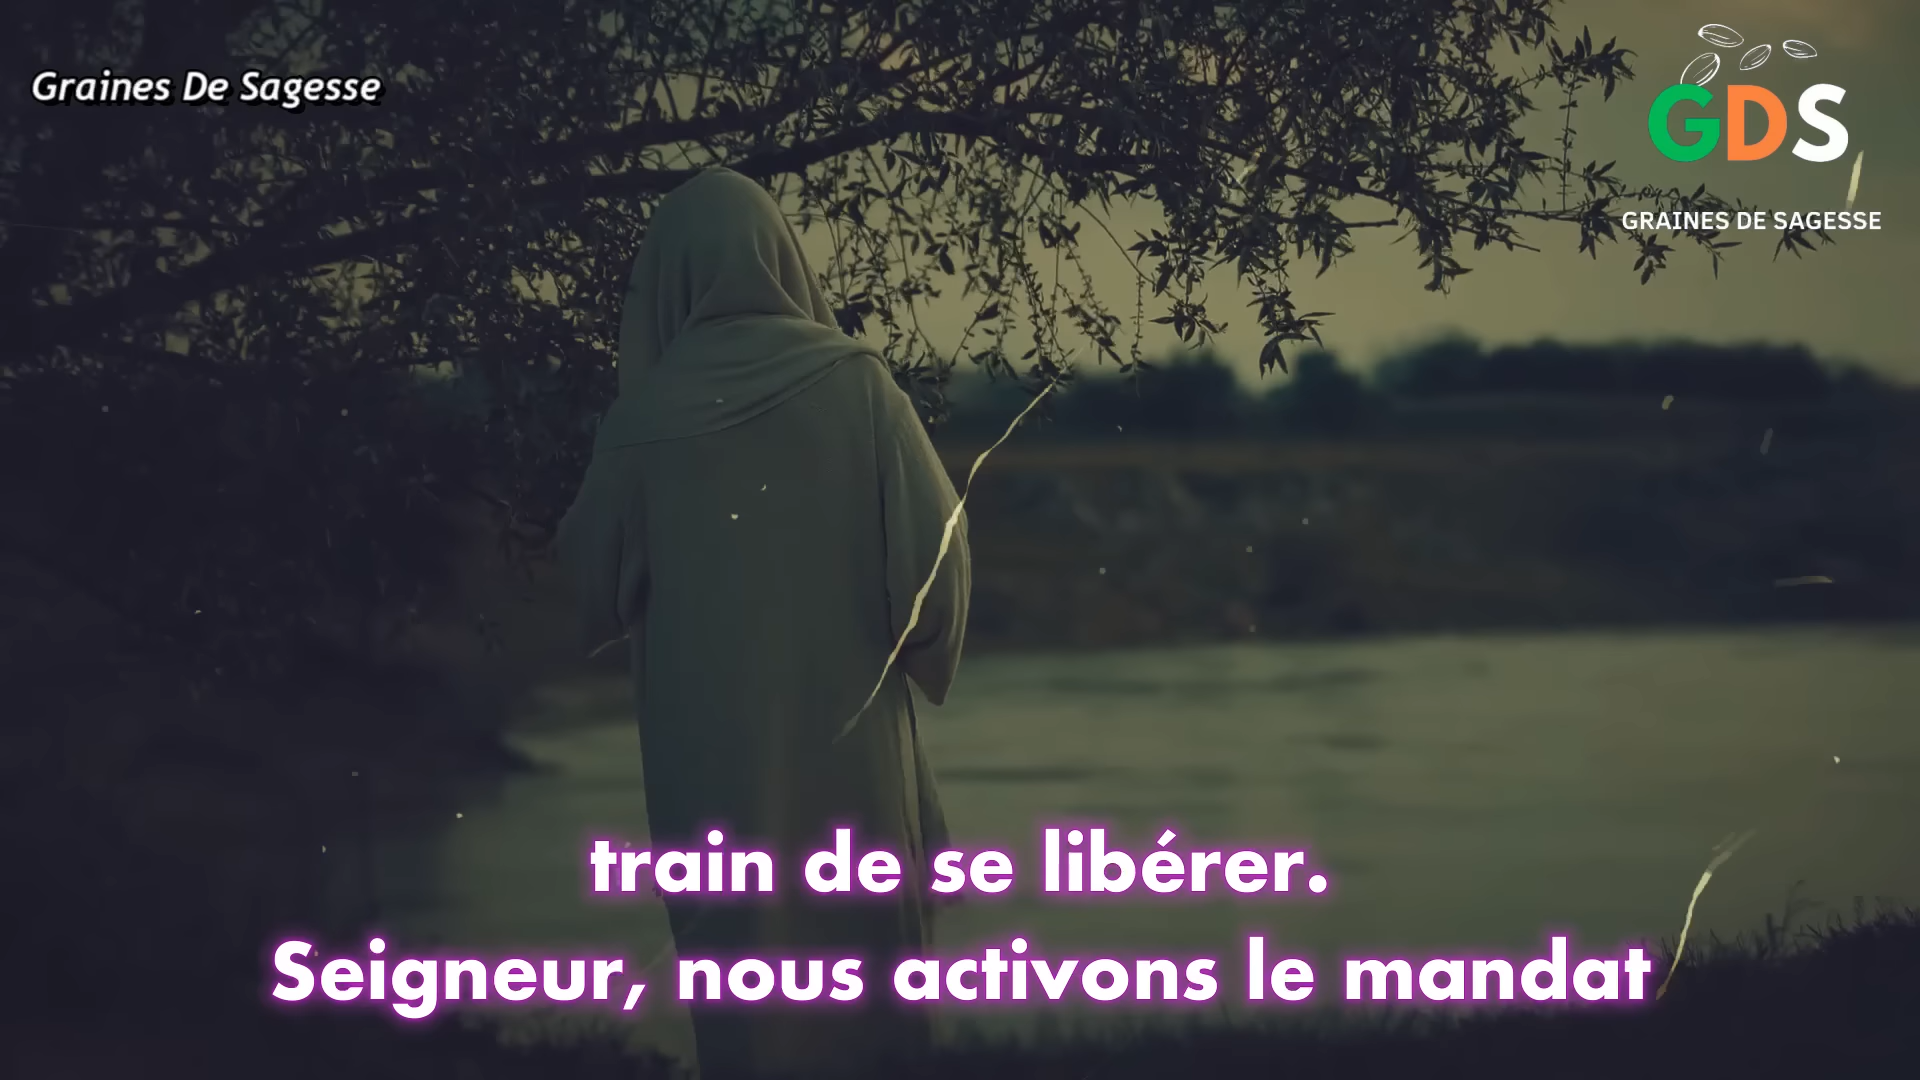 Graines De Sagesse
GDS
GRAINES DE SAGESSE
train de se libérer.
Seigneur, nous activons le mandat